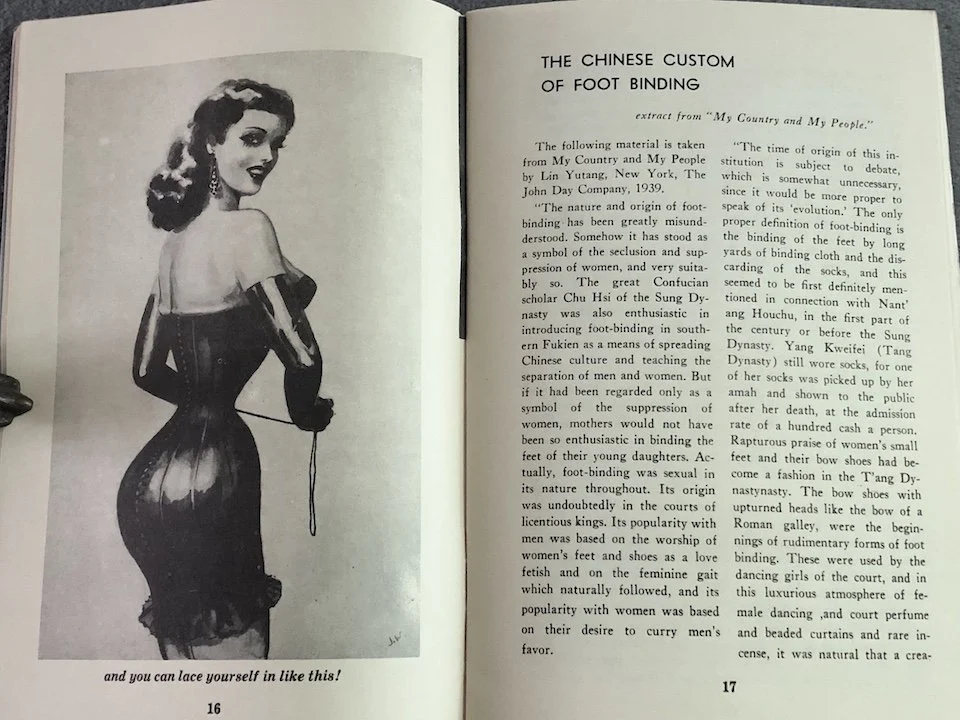 and you can lace yourself in like this!
16
THE CHINESE CUSTOM
OF FOOT BINDING
extract from "My Country and My People."
The following material is taken
from My Country and My People
by Lin Yutang, New York, The
John Day Company, 1939.
"The nature and origin of foot-
binding has been greatly misund-
derstood. Somehow it has stood as
a symbol of the seclusion and sup-
pression of women, and very suita-
bly so. The great Confucian
scholar Chu Hsi of the Sung Dy-
nasty was also enthusiastic in
introducing foot-binding in south-
ern Fukien as a means of spreading
Chinese culture and teaching the
separation of men and women. But
if it had been regarded only as a
symbol of the suppression of
women, mothers would not have
been so enthusiastic in binding the
feet of their young daughters. Ac-
tually, foot-binding was sexual in
its nature throughout. Its origin
was undoubtedly in the courts of
licentious kings. Its popularity with
men was based on the worship of
women's feet and shoes as a love
fetish and on the feminine gait
which naturally followed, and its
popularity with women was based
on their desire to curry men's
favor.
"The time of origin of this in-
stitution is subject to debate,
which is somewhat unnecessary,
since it would be more proper to
speak of its 'evolution.' The only
proper definition of foot-binding is
the binding of the feet by long
yards of binding cloth and the dis-
carding of the socks, and this
seemed to be first definitely men-
tioned in connection with Nant'
ang Houchu, in the first part of
the century or before the Sung
Dynasty. Yang Kweifei (Tang
Dynasty) still wore socks, for one
of her socks was picked up by her
amah and shown to the public
after her death, at the admission
rate of a hundred cash a person.
Rapturous praise of women's small
feet and their bow shoes had be-
come a fashion in the T'ang Dy-
nastynasty. The bow shoes with
upturned heads like the bow of a
Roman galley, were the begin-
nings of rudimentary forms of foot
binding. These were used by the
dancing girls of the court, and in
this luxurious atmosphere of fe-
male dancing ,and court perfume
and beaded curtains and rare in-
cense, it was natural that a crea-
17